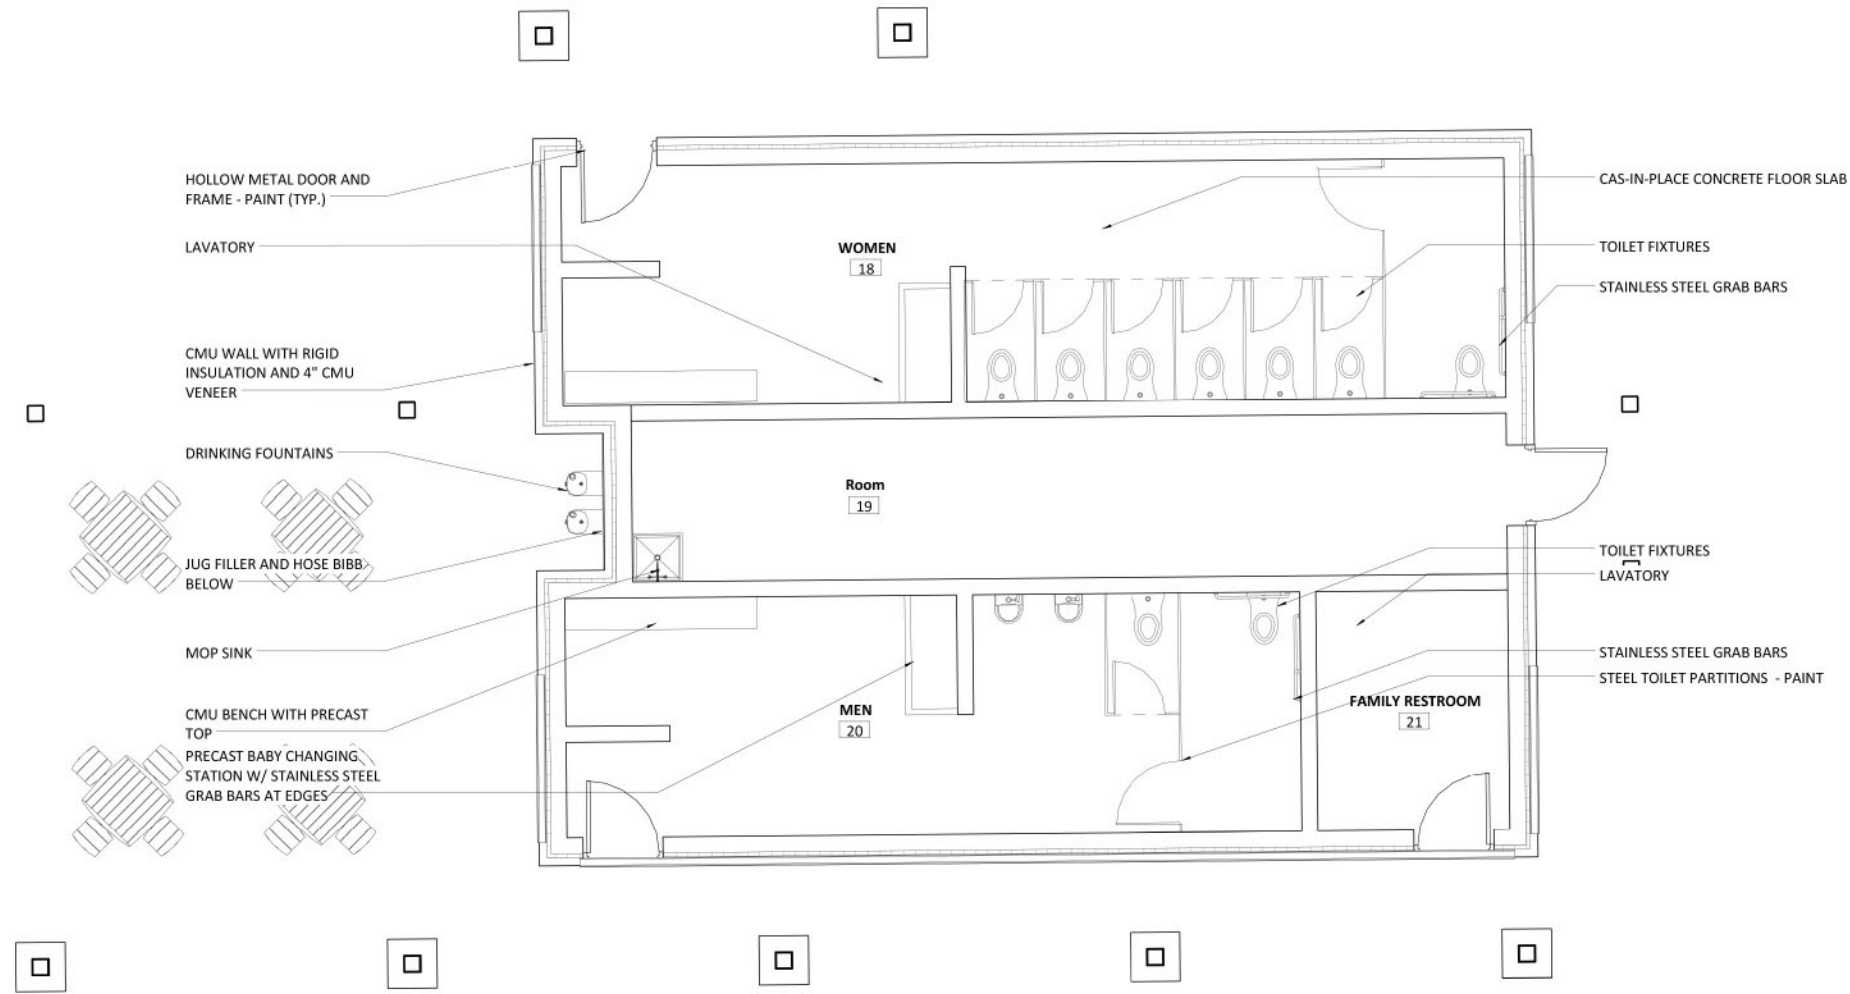 HOLLOW METAL DOOR AND
FRAME - PAINT (TYP.)
LAVATORY
CMU WALL WITH RIGID
INSULATION AND 4" CMU
VENEER
DRINKING FOUNTAINS
JUG FILLER AND HOSE BIBB
BELOW
MOP SINK
CMU BENCH WITH PRECAST
TOP
PRECAST BABY CHANGING
STATION W/ STAINLESS STEEL
GRAB BARS AT EDGES
WOMEN
18
Room
19
MEN
20
FAMILY RESTROOM
21
CAS-IN-PLACE CONCRETE FLOOR SLAB
TOILET FIXTURES
STAINLESS STEEL GRAB BARS
TOILET FIXTURES
LAVATORY
STAINLESS STEEL GRAB BARS
STEEL TOILET PARTITIONS - PAINT